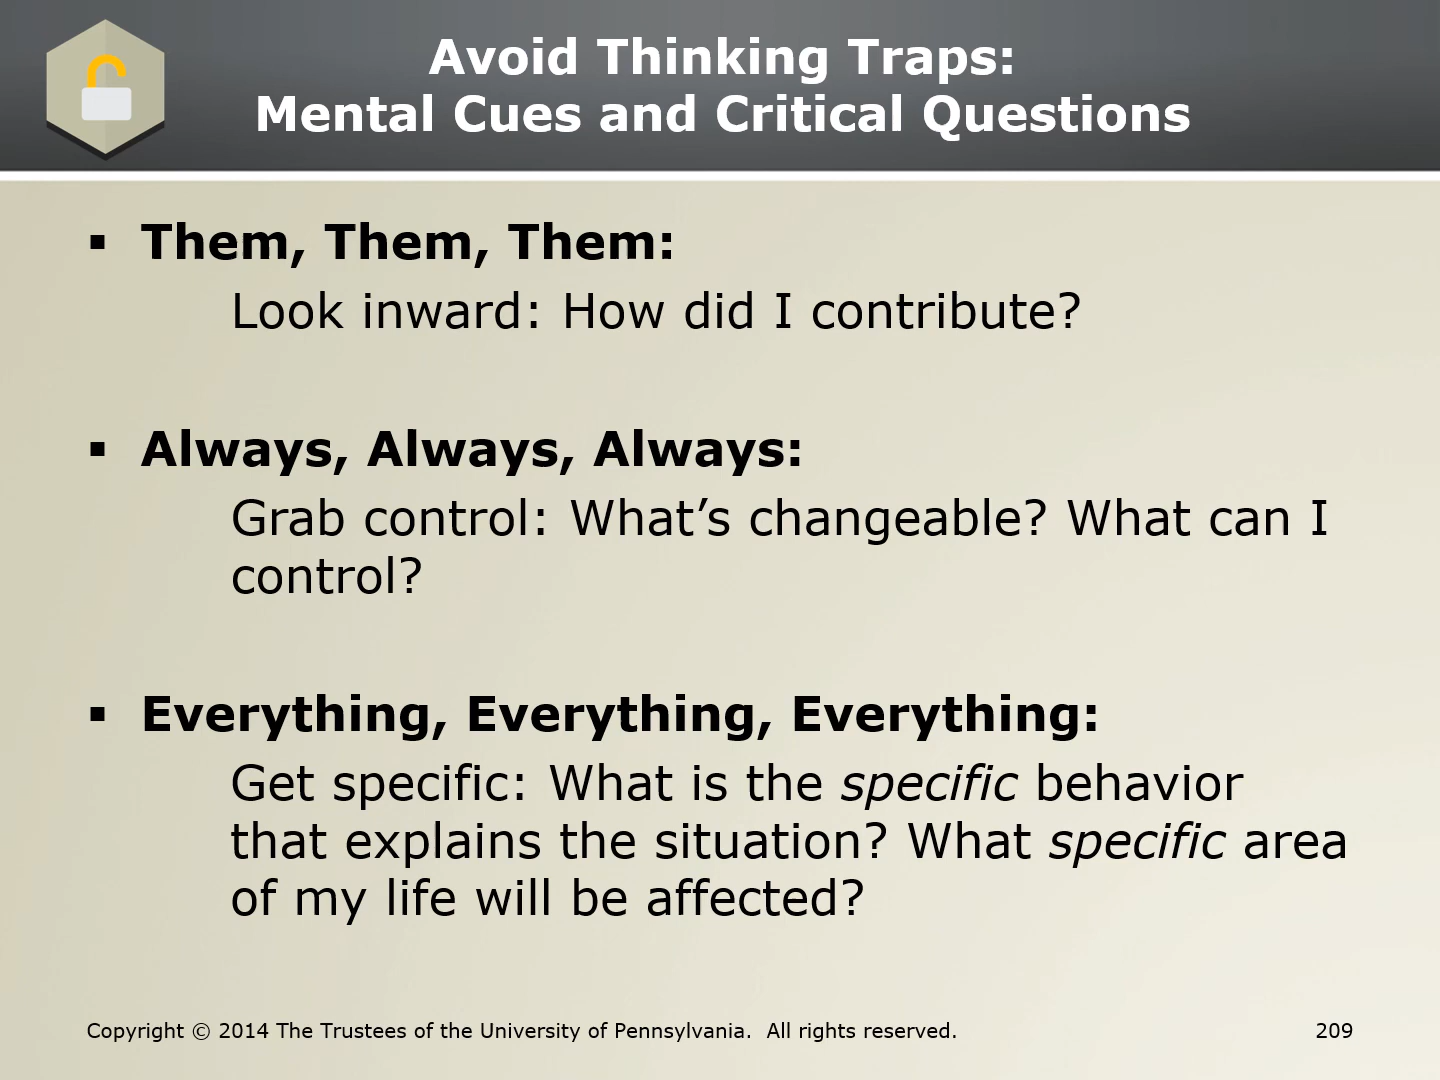 Avoid Thinking Traps:
Mental Cues and Critical Questions
▪ Them, Them, Them:
Look inward: How did I contribute?
▪ Always, Always, Always:
Grab control: What’s changeable? What can I
control?
▪ Everything, Everything, Everything:
Get specific: What is the specific behavior
that explains the situation? What specific area
of my life will be affected?
Copyright © 2014 The Trustees of the University of Pennsylvania.  All rights reserved. 209